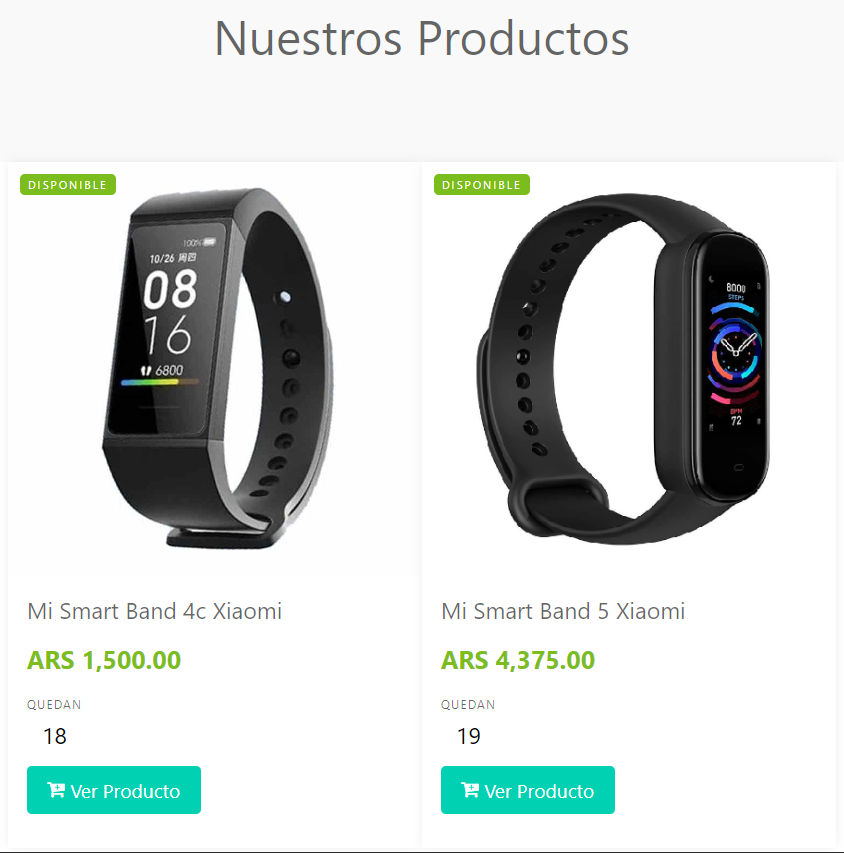 Nuestros Productos
DISPONIBLE
100%
10/26 周四
08
16
6800
Mi Smart Band 4c Xiaomi
ARS 1,500.00
QUEDAN
18
Ver Producto
DISPONIBLE
8000
STEPS
BPM
72
Mi Smart Band 5 Xiaomi
ARS 4,375.00
QUEDAN
19
Ver Producto